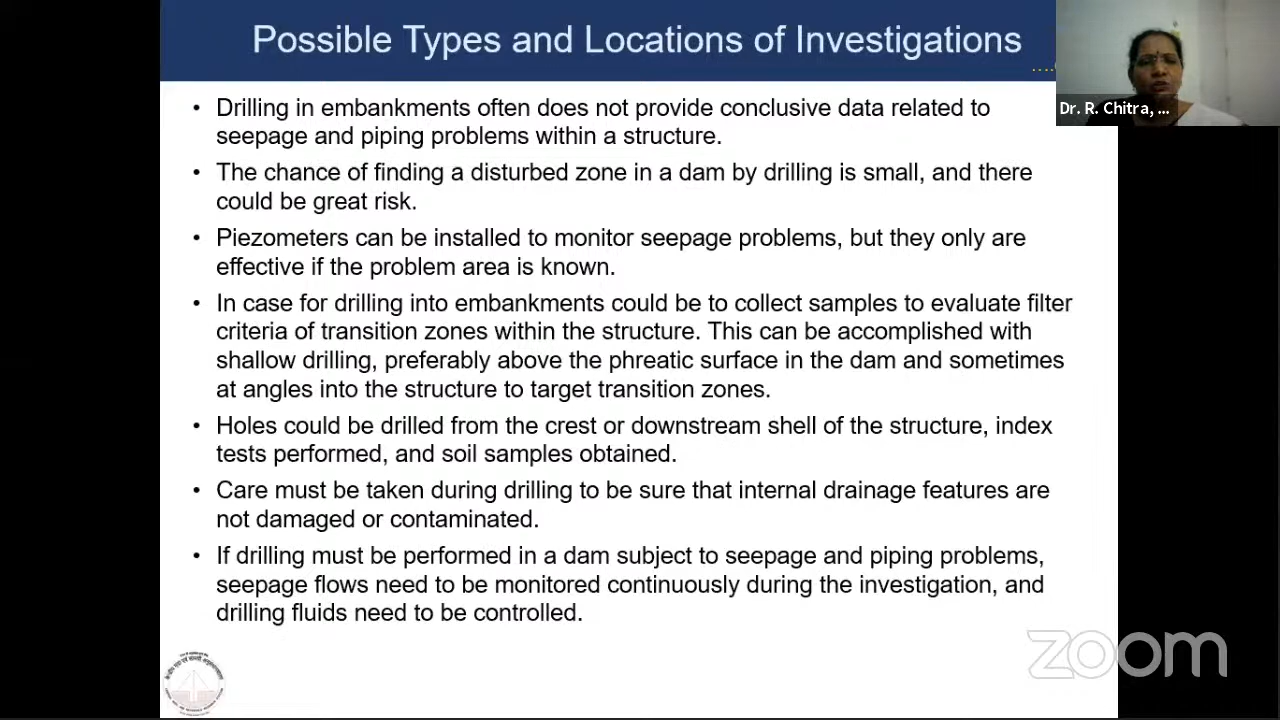 Possible Types and Locations of Investigations
Dr. R. Chitra, ...
• Drilling in embankments often does not provide conclusive data related to
seepage and piping problems within a structure.
• The chance of finding a disturbed zone in a dam by drilling is small, and there
could be great risk.
• Piezometers can be installed to monitor seepage problems, but they only are
effective if the problem area is known.
• In case for drilling into embankments could be to collect samples to evaluate filter
criteria of transition zones within the structure. This can be accomplished with
shallow drilling, preferably above the phreatic surface in the dam and sometimes
at angles into the structure to target transition zones.
• Holes could be drilled from the crest or downstream shell of the structure, index
tests performed, and soil samples obtained.
• Care must be taken during drilling to be sure that internal drainage features are
not damaged or contaminated.
• If drilling must be performed in a dam subject to seepage and piping problems,
seepage flows need to be monitored continuously during the investigation, and
drilling fluids need to be controlled.
zoom